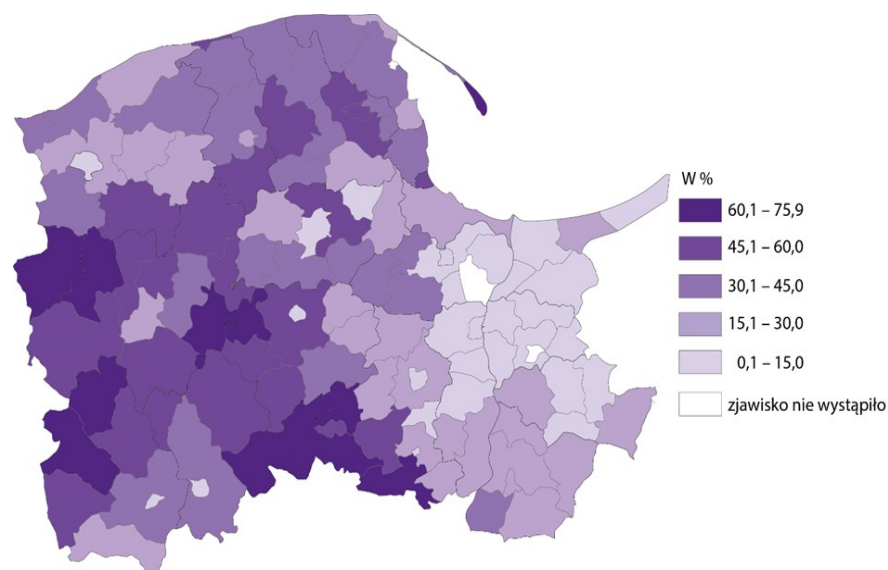 W %
60,1 – 75,9
45,1 – 60,0
30,1 – 45,0
15,1 – 30,0
0,1 – 15,0
zjawisko nie wystąpiło